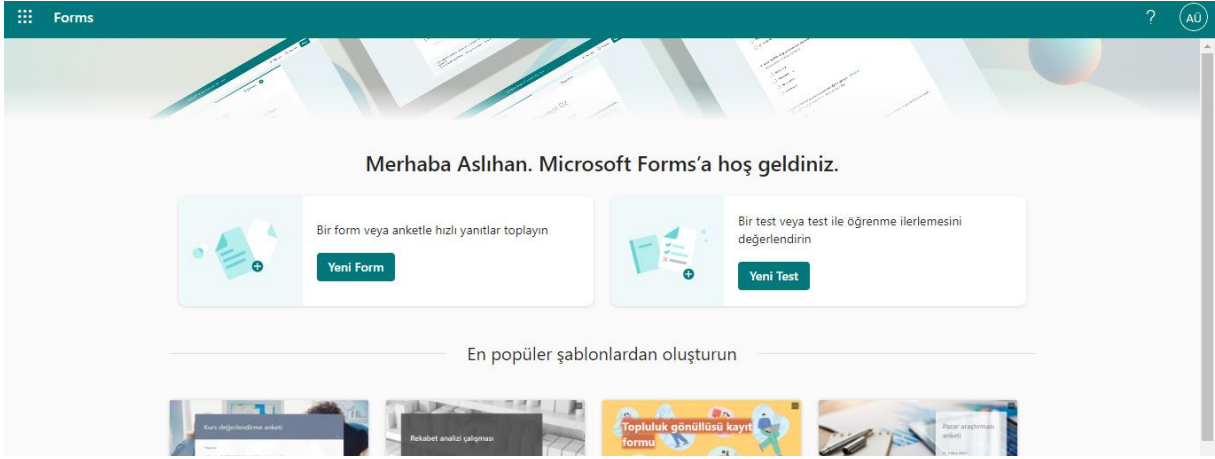 Forms
?
AÜ
Merhaba Aslıhan. Microsoft Forms'a hoş geldiniz.
Bir form veya anketle hızlı yanıtlar toplayın
Yeni Form
Bir test veya test ile öğrenme ilerlemesini
değerlendirin
Yeni Test
En popüler şablonlardan oluşturun
Kurs değerlendirme anketi
Rekabet analizi çalışması
Topluluk gönüllüsü kayıt
formu
Pazar araştırması
anketi